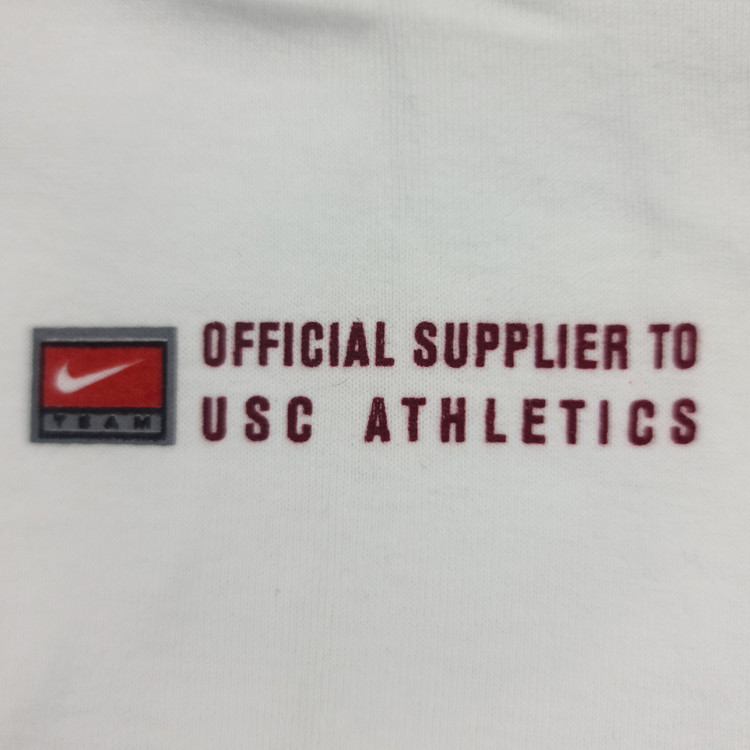 OFFICIAL SUPPLIER TO
USC ATHLETICS
TEAM